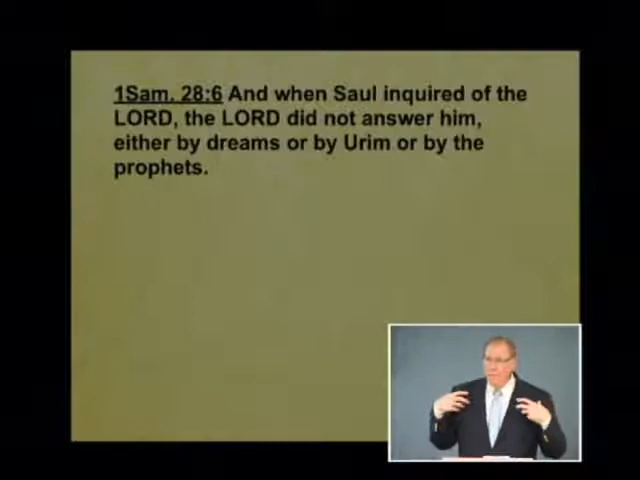 1Sam. 28:6 And when Saul inquired of the
LORD, the LORD did not answer him,
either by dreams or by Urim or by the
prophets.